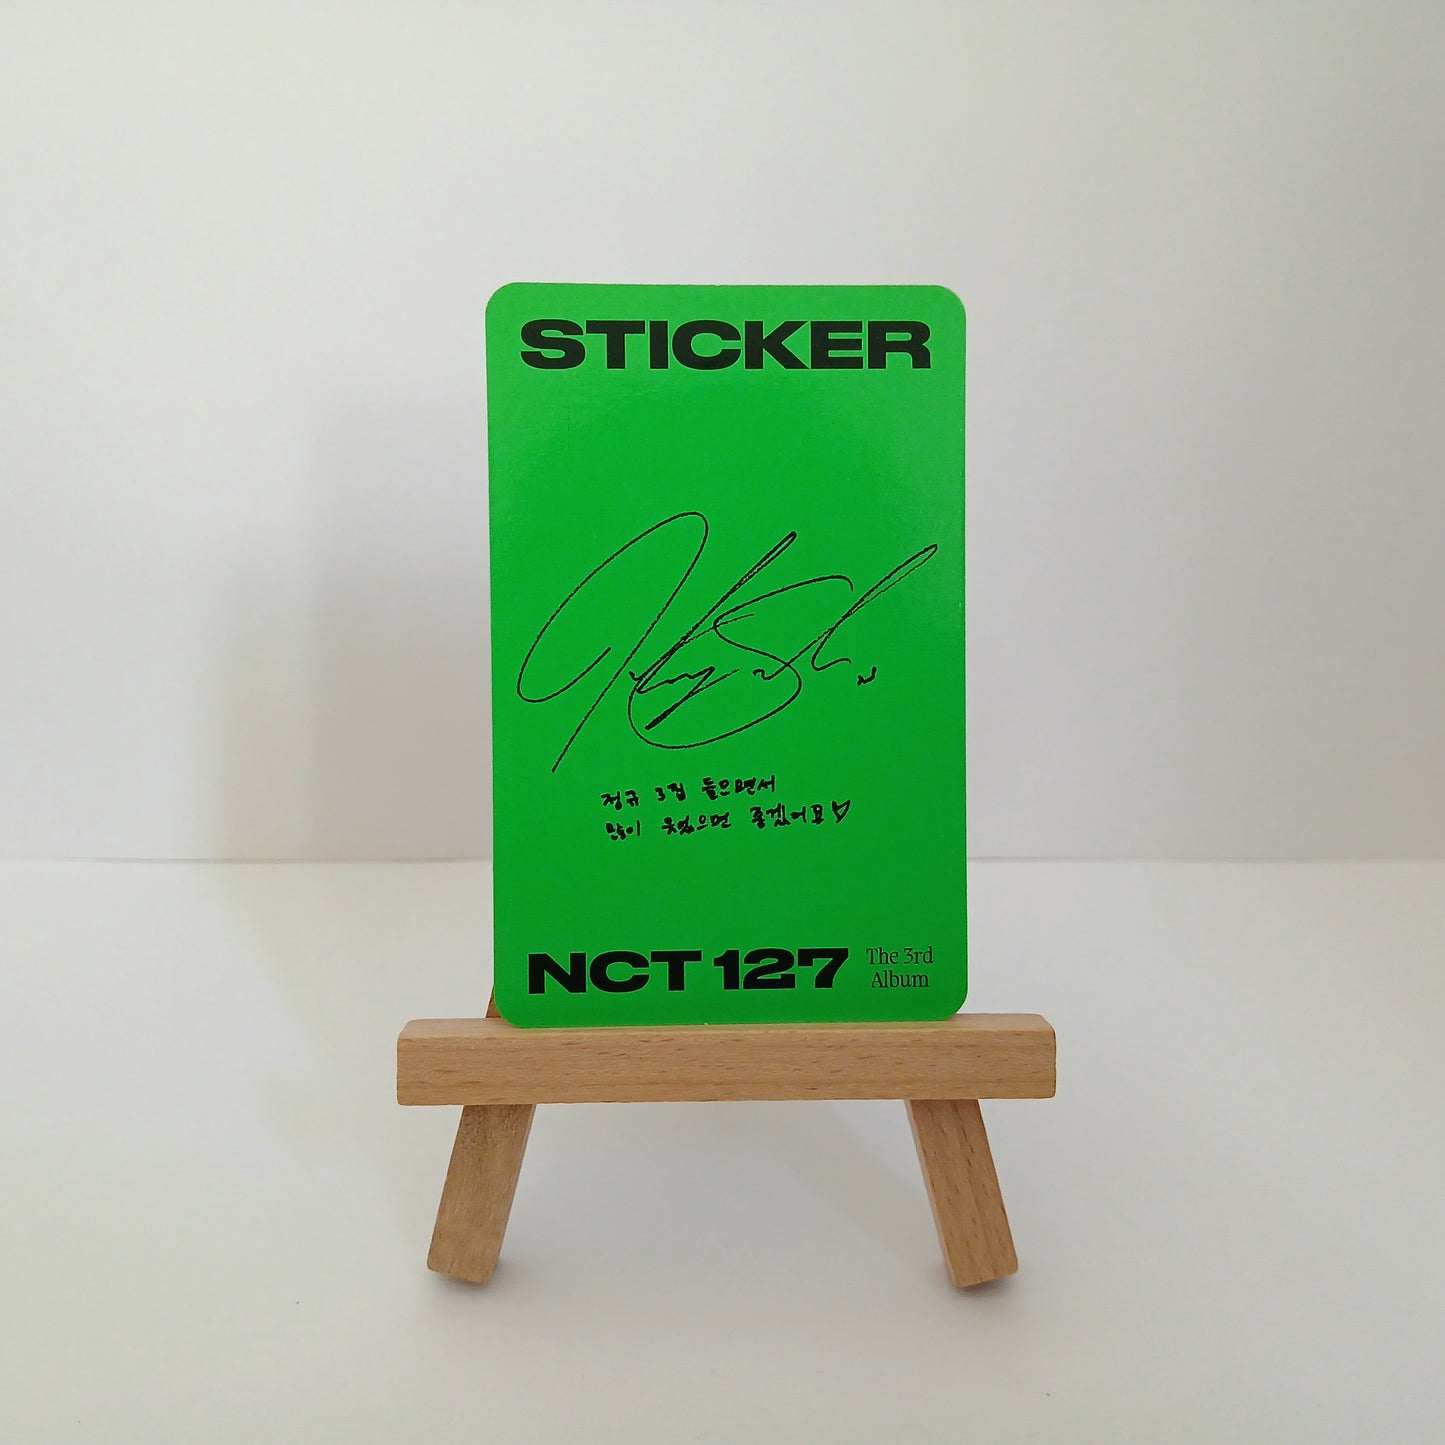 STICKER
정규 3집 들으면서
많이 웃었으면 좋겠어요♡
NCT 127
The 3rd
Album